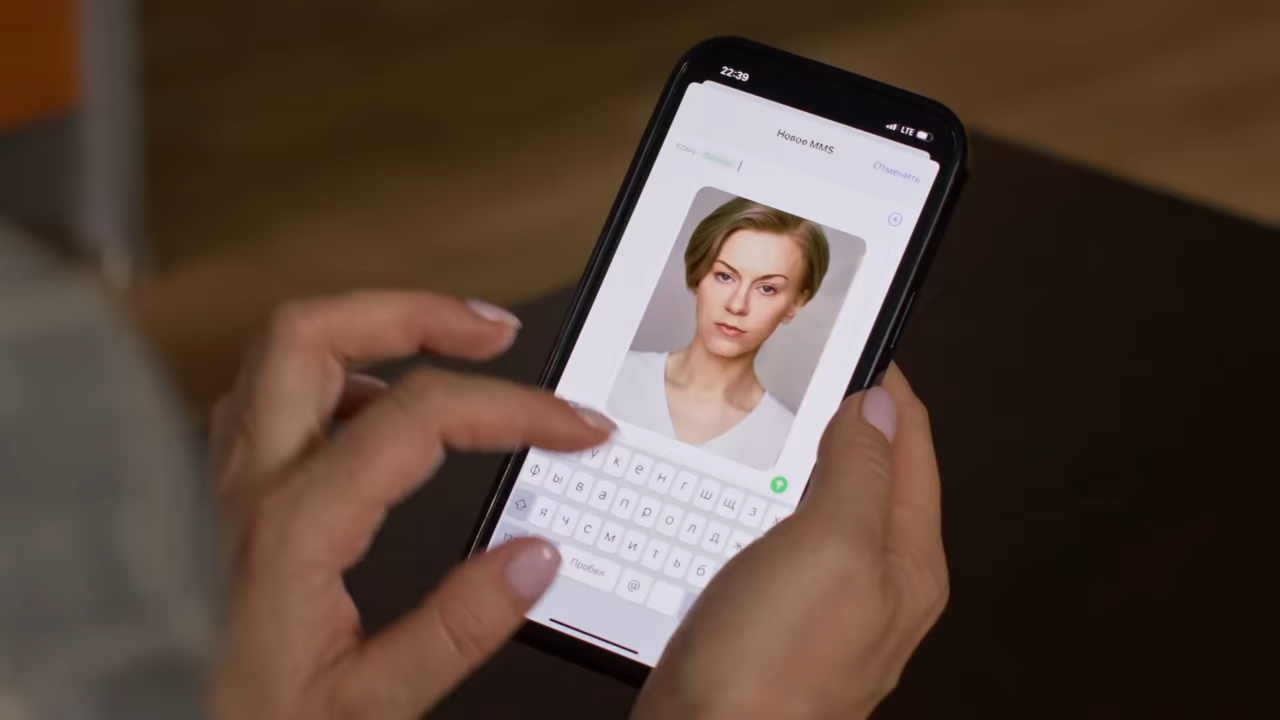 22:39
LTE
Новое MMS
Отменить
Кому:
у к е н г ш щ з х
ф ы в а п р о л д ж
я ч с м и т ь б
Пробел @